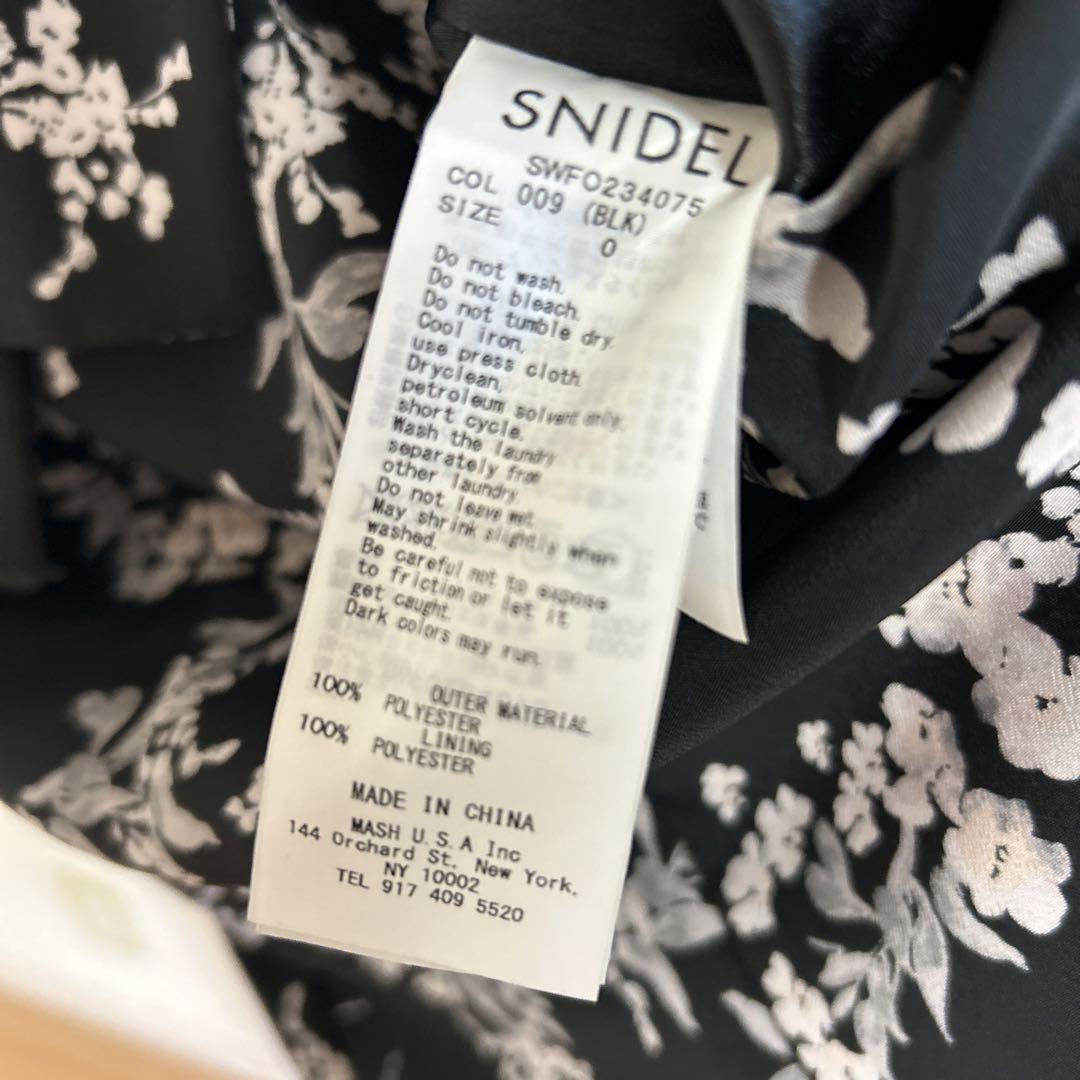 SNIDEL
SWFO234075
COL 009 (BLK)
SIZE 0
Do not wash.
Do not bleach.
Do not tumble dry.
Cool iron,
use press cloth.
Dryclean,
petroleum solvent only,
short cycle.
Wash the laundry
separately from
other laundry.
Do not leave wet.
May shrink slightly when
washed.
Be careful not to expose
to friction or let it
get caught.
Dark colors may run.
OUTER MATERIAL
100% POLYESTER
LINING
100% POLYESTER
MADE IN CHINA
MASH U.S.A Inc
144 Orchard St. New York.
NY 10002
TEL 917 409 5520